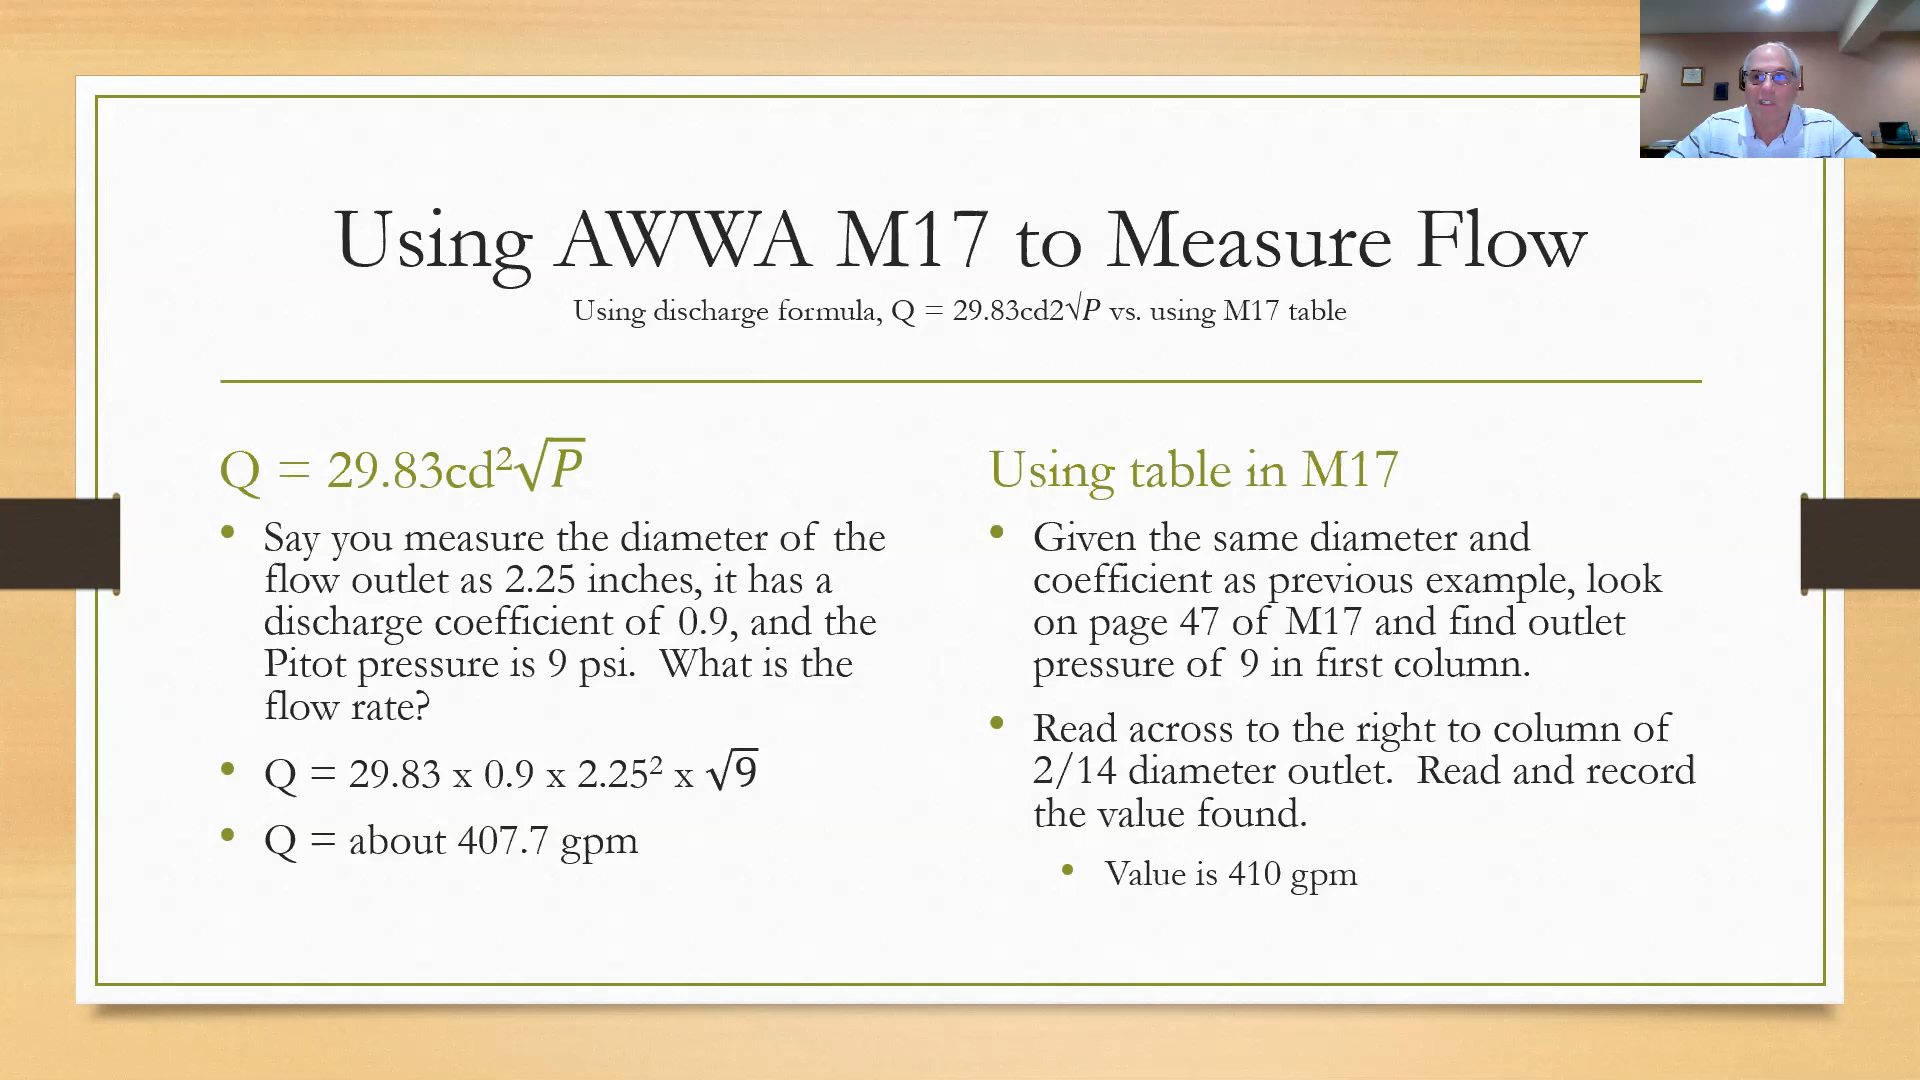 Using AWWA M17 to Measure Flow
Using discharge formula, Q = 29.83cd2√P vs. using M17 table
Q = 29.83cd²√P
• Say you measure the diameter of the
flow outlet as 2.25 inches, it has a
discharge coefficient of 0.9, and the
Pitot pressure is 9 psi. What is the
flow rate?
• Q = 29.83 x 0.9 x 2.25² x √9
• Q = about 407.7 gpm
Using table in M17
• Given the same diameter and
coefficient as previous example, look
on page 47 of M17 and find outlet
pressure of 9 in first column.
• Read across to the right to column of
2/14 diameter outlet. Read and record
the value found.
• Value is 410 gpm